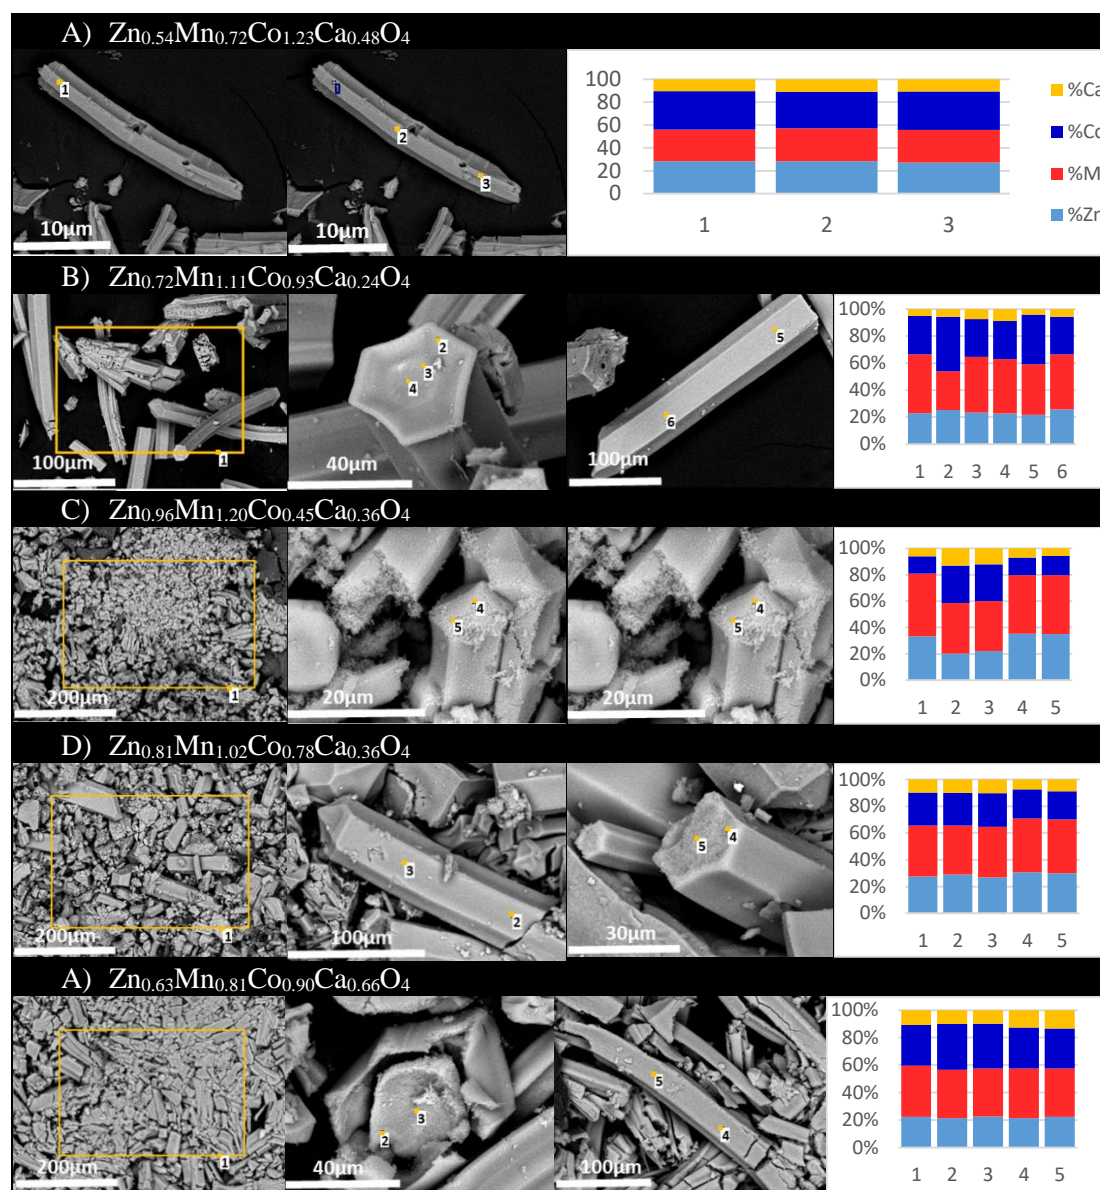 A) Zn0.54Mn0.72Co1.23Ca0.48O4
1
10µm
1
2
3
10µm
100
80
60
40
20
0
1 2 3
%Ca
%Co
%M
%Zn
B) Zn0.72Mn1.11Co0.93Ca0.24O4
1
100µm
2
3
4
40µm
5
6
100µm
100%
80%
60%
40%
20%
0%
1 2 3 4 5 6
C) Zn0.96Mn1.20Co0.45Ca0.36O4
1
200µm
4
5
20µm
4
5
20µm
100%
80%
60%
40%
20%
0%
1 2 3 4 5
D) Zn0.81Mn1.02Co0.78Ca0.36O4
1
200µm
3
2
100µm
4
5
30µm
100%
80%
60%
40%
20%
0%
1 2 3 4 5
A) Zn0.63Mn0.81Co0.90Ca0.66O4
1
200µm
3
2
40µm
5
4
100µm
100%
80%
60%
40%
20%
0%
1 2 3 4 5